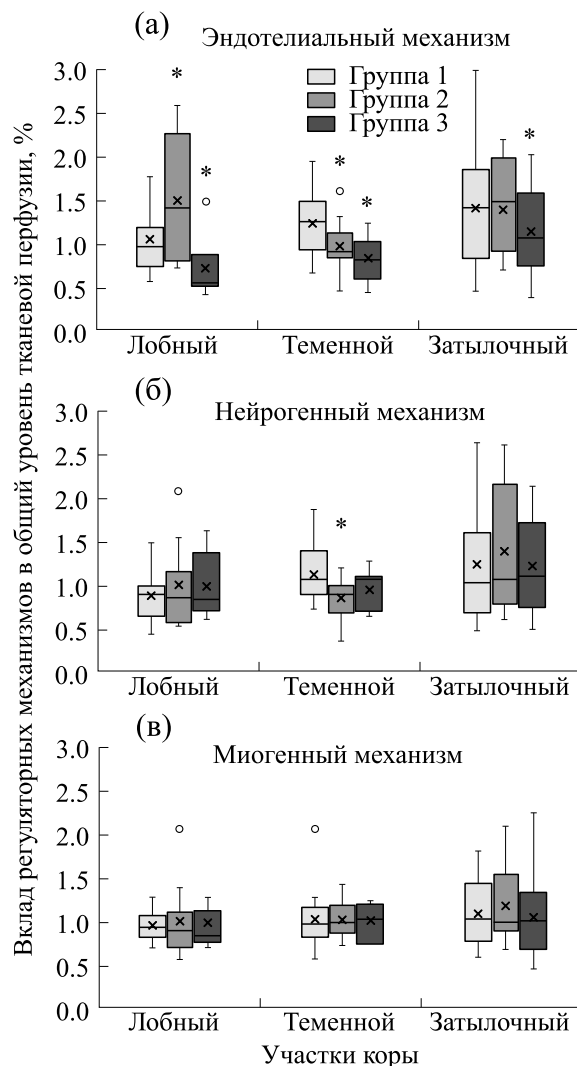 Вклад регуляторных механизмов в общий уровень тканевой перфузии, %
(а)
Эндотелиальный механизм
3.0
2.5
2.0
1.5
1.0
0.5
0.0
Группа 1
Группа 2
Группа 3
*
*
*
*
*
Лобный Теменной Затылочный
(б)
Нейрогенный механизм
3.0
2.5
2.0
1.5
1.0
0.5
0.0
*
Лобный Теменной Затылочный
(в)
Миогенный механизм
3.0
2.5
2.0
1.5
1.0
0.5
0.0
Лобный Теменной Затылочный
Участки коры